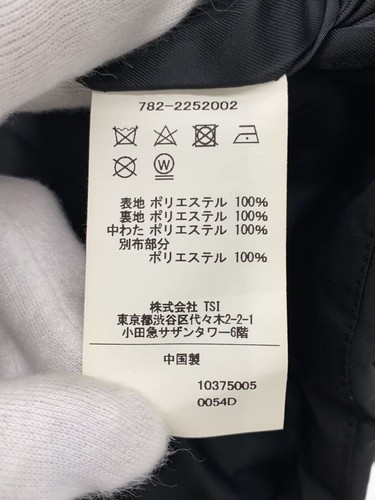 782-2252002
W
表地 ポリエステル 100%
裏地 ポリエステル 100%
中わた ポリエステル 100%
別布部分
ポリエステル 100%
株式会社 TSI
東京都渋谷区代々木2-2-1
小田急サザンタワー6階
中国製
10375005
0054D